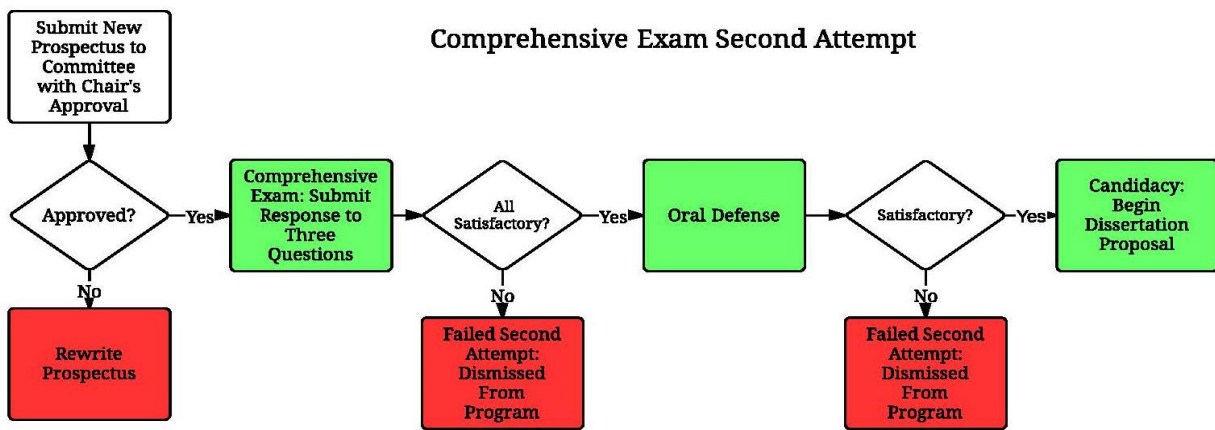 Submit New
Prospectus to
Committee
with Chair's
Approval
Comprehensive Exam Second Attempt
Approved?
Yes
Comprehensive
Exam: Submit
Response to
Three
Questions
All
Satisfactory?
Yes
Oral Defense
Satisfactory?
Yes
Candidacy:
Begin
Dissertation
Proposal
No
Rewrite
Prospectus
No
Failed Second
Attempt:
Dismissed
From
Program
No
Failed Second
Attempt:
Dismissed
From
Program